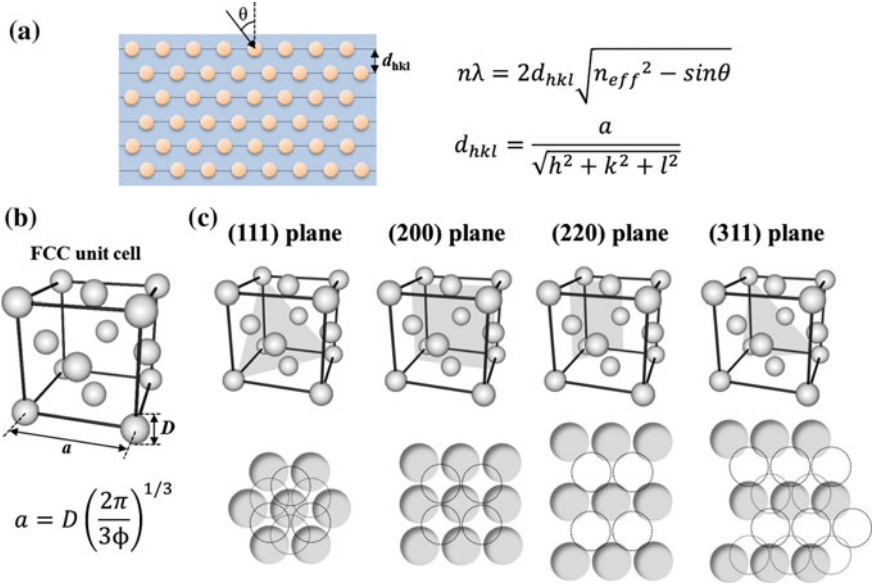 (a)
θ
d_hkl
nλ = 2d_hkl √(n_eff² − sinθ)
d_hkl = a / √(h² + k² + l²)
(b)
FCC unit cell
D
a
a = D (2π / 3ϕ)^1/3
(c)
(111) plane (200) plane (220) plane (311) plane